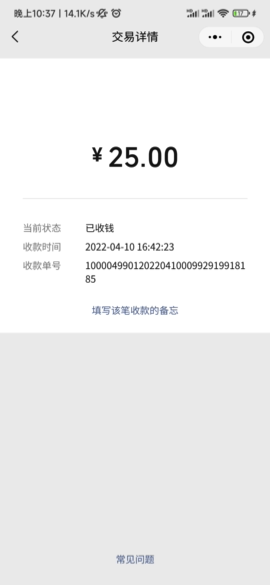 晚上10:37 | 14.1K/s
交易详情
¥25.00
当前状态 已收钱
收款时间 2022-04-10 16:42:23
收款单号 100004990120220410009929199181
85
填写该笔收款的备忘
常见问题